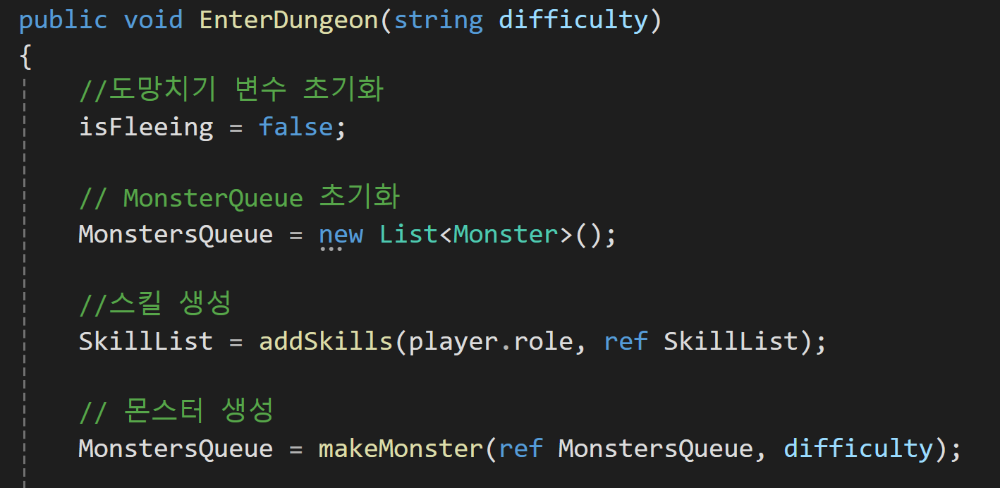 public void EnterDungeon(string difficulty)
{
//도망치기 변수 초기화
isFleeing = false;
// MonsterQueue 초기화
MonstersQueue = new List<Monster>();
//스킬 생성
SkillList = addSkills(player.role, ref SkillList);
// 몬스터 생성
MonstersQueue = makeMonster(ref MonstersQueue, difficulty);